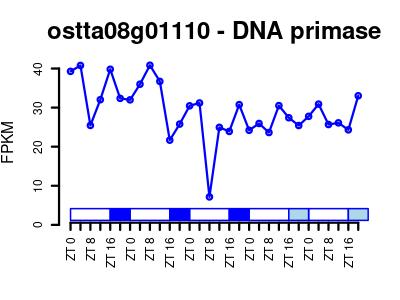 ostta08g01110 - DNA primase
FPKM
40
30
20
10
0
ZT 0
ZT 8
ZT 16
ZT 0
ZT 8
ZT 16
ZT 0
ZT 8
ZT 16
ZT 0
ZT 8
ZT 16
ZT 0
ZT 8
ZT 16